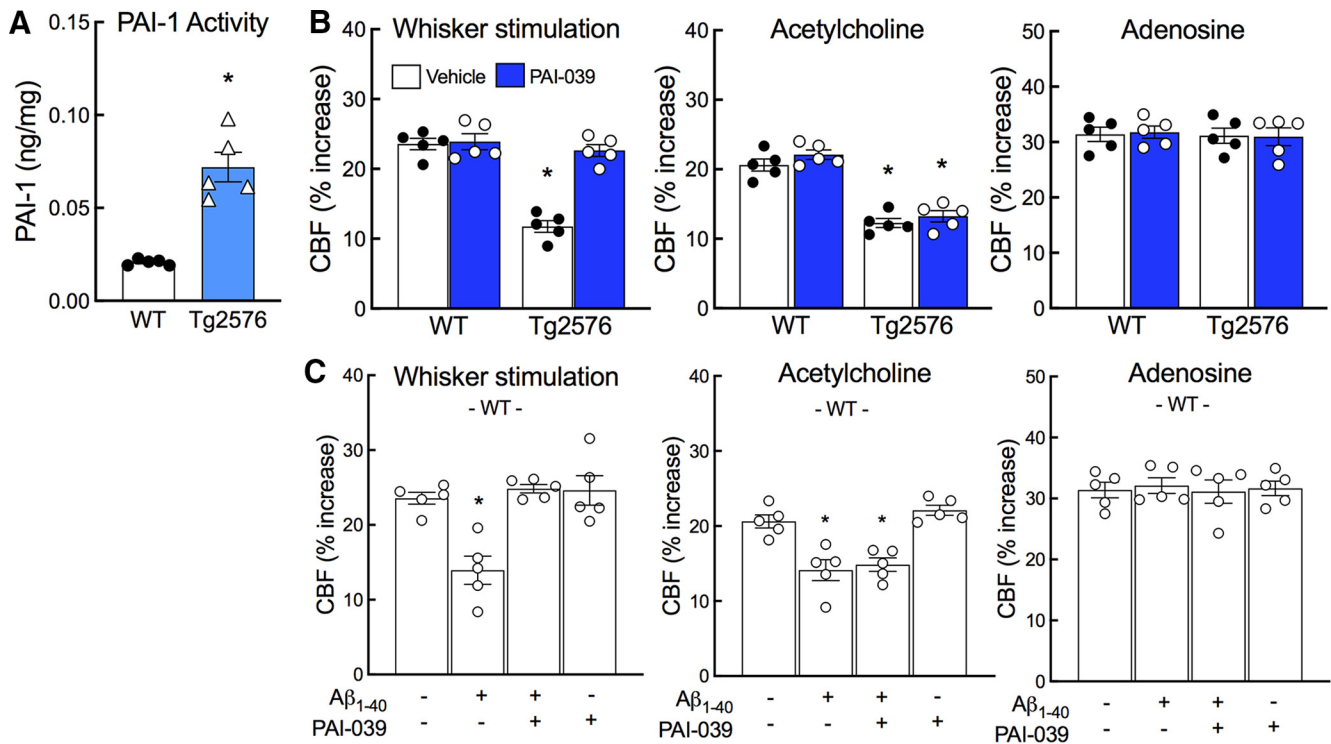 A
PAI-1 Activity
PAI-1 (ng/mg)
0.15
0.10
0.05
0.00
*
WT Tg2576
B
Whisker stimulation
CBF (% increase)
40
30
20
10
0
Vehicle PAI-039
*
WT Tg2576
Acetylcholine
CBF (% increase)
40
30
20
10
0
* *
WT Tg2576
Adenosine
CBF (% increase)
50
40
30
20
10
0
WT Tg2576
C
Whisker stimulation
- WT -
CBF (% increase)
40
30
20
10
0
*
Aβ1-40 - + + -
PAI-039 - - + +
Acetylcholine
- WT -
CBF (% increase)
40
30
20
10
0
* *
Aβ1-40 - + + -
PAI-039 - - + +
Adenosine
- WT -
CBF (% increase)
50
40
30
20
10
0
Aβ1-40 - + + -
PAI-039 - - + +